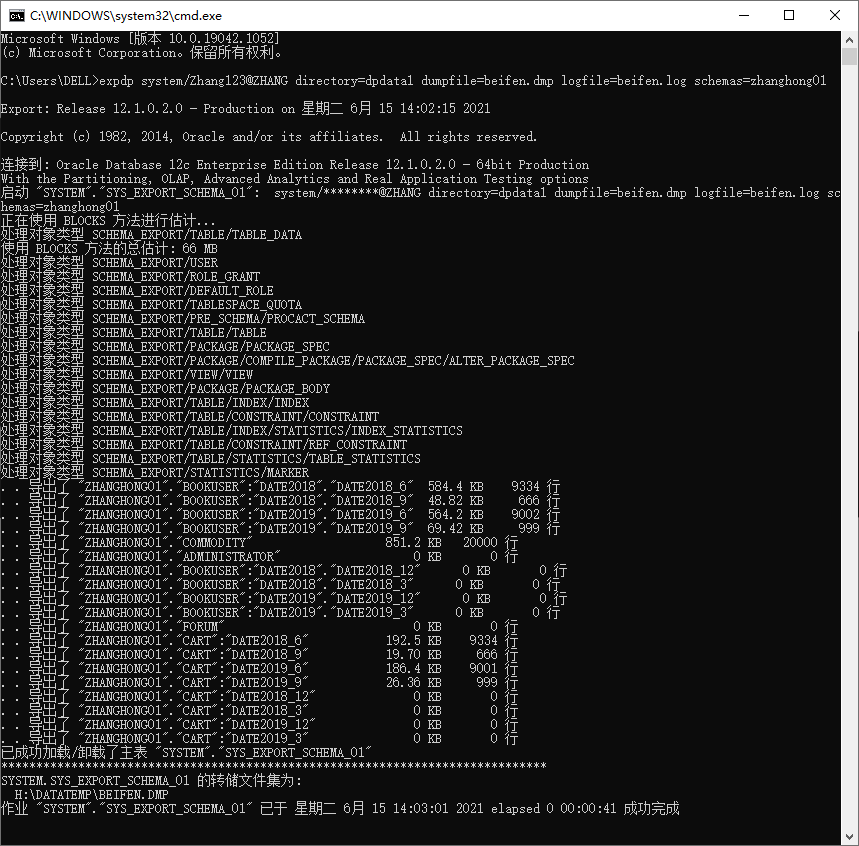 C:\WINDOWS\system32\cmd.exe
Microsoft Windows [版本 10.0.19042.1052]
(c) Microsoft Corporation。保留所有权利。
C:\Users\DELL>expdp system/Zhang123@ZHANG directory=dpdata1 dumpfile=beifen.dmp logfile=beifen.log schemas=zhanghong01
Export: Release 12.1.0.2.0 - Production on 星期二 6月 15 14:02:15 2021
Copyright (c) 1982, 2014, Oracle and/or its affiliates.  All rights reserved.
连接到: Oracle Database 12c Enterprise Edition Release 12.1.0.2.0 - 64bit Production
With the Partitioning, OLAP, Advanced Analytics and Real Application Testing options
启动 "SYSTEM"."SYS_EXPORT_SCHEMA_01":  system/********@ZHANG directory=dpdata1 dumpfile=beifen.dmp logfile=beifen.log sc
hemas=zhanghong01
正在使用 BLOCKS 方法进行估计...
处理对象类型 SCHEMA_EXPORT/TABLE/TABLE_DATA
使用 BLOCKS 方法的总估计: 66 MB
处理对象类型 SCHEMA_EXPORT/USER
处理对象类型 SCHEMA_EXPORT/ROLE_GRANT
处理对象类型 SCHEMA_EXPORT/DEFAULT_ROLE
处理对象类型 SCHEMA_EXPORT/TABLESPACE_QUOTA
处理对象类型 SCHEMA_EXPORT/PRE_SCHEMA/PROCACT_SCHEMA
处理对象类型 SCHEMA_EXPORT/TABLE/TABLE
处理对象类型 SCHEMA_EXPORT/PACKAGE/PACKAGE_SPEC
处理对象类型 SCHEMA_EXPORT/PACKAGE/COMPILE_PACKAGE/PACKAGE_SPEC/ALTER_PACKAGE_SPEC
处理对象类型 SCHEMA_EXPORT/VIEW/VIEW
处理对象类型 SCHEMA_EXPORT/PACKAGE/PACKAGE_BODY
处理对象类型 SCHEMA_EXPORT/TABLE/INDEX/INDEX
处理对象类型 SCHEMA_EXPORT/TABLE/CONSTRAINT/CONSTRAINT
处理对象类型 SCHEMA_EXPORT/TABLE/INDEX/STATISTICS/INDEX_STATISTICS
处理对象类型 SCHEMA_EXPORT/TABLE/CONSTRAINT/REF_CONSTRAINT
处理对象类型 SCHEMA_EXPORT/TABLE/STATISTICS/TABLE_STATISTICS
处理对象类型 SCHEMA_EXPORT/STATISTICS/MARKER
. . 导出了 "ZHANGHONG01"."BOOKUSER":"DATE2018"."DATE2018_6"  584.4 KB    9334 行
. . 导出了 "ZHANGHONG01"."BOOKUSER":"DATE2018"."DATE2018_9"  48.82 KB     666 行
. . 导出了 "ZHANGHONG01"."BOOKUSER":"DATE2019"."DATE2019_6"  564.2 KB    9002 行
. . 导出了 "ZHANGHONG01"."BOOKUSER":"DATE2019"."DATE2019_9"  69.42 KB     999 行
. . 导出了 "ZHANGHONG01"."COMMODITY"                   851.2 KB   20000 行
. . 导出了 "ZHANGHONG01"."ADMINISTRATOR"                   0 KB       0 行
. . 导出了 "ZHANGHONG01"."BOOKUSER":"DATE2018"."DATE2018_12"      0 KB       0 行
. . 导出了 "ZHANGHONG01"."BOOKUSER":"DATE2018"."DATE2018_3"      0 KB       0 行
. . 导出了 "ZHANGHONG01"."BOOKUSER":"DATE2019"."DATE2019_12"      0 KB       0 行
. . 导出了 "ZHANGHONG01"."BOOKUSER":"DATE2019"."DATE2019_3"      0 KB       0 行
. . 导出了 "ZHANGHONG01"."FORUM"                           0 KB       0 行
. . 导出了 "ZHANGHONG01"."CART":"DATE2018_6"           192.5 KB    9334 行
. . 导出了 "ZHANGHONG01"."CART":"DATE2018_9"           19.70 KB     666 行
. . 导出了 "ZHANGHONG01"."CART":"DATE2019_6"           186.4 KB    9001 行
. . 导出了 "ZHANGHONG01"."CART":"DATE2019_9"           26.36 KB     999 行
. . 导出了 "ZHANGHONG01"."CART":"DATE2018_12"              0 KB       0 行
. . 导出了 "ZHANGHONG01"."CART":"DATE2018_3"               0 KB       0 行
. . 导出了 "ZHANGHONG01"."CART":"DATE2019_12"              0 KB       0 行
. . 导出了 "ZHANGHONG01"."CART":"DATE2019_3"               0 KB       0 行
已成功加载/卸载了主表 "SYSTEM"."SYS_EXPORT_SCHEMA_01"
******************************************************************************
SYSTEM.SYS_EXPORT_SCHEMA_01 的转储文件集为:
  H:\DATATEMP\BEIFEN.DMP
作业 "SYSTEM"."SYS_EXPORT_SCHEMA_01" 已于 星期二 6月 15 14:03:01 2021 elapsed 0 00:00:41 成功完成